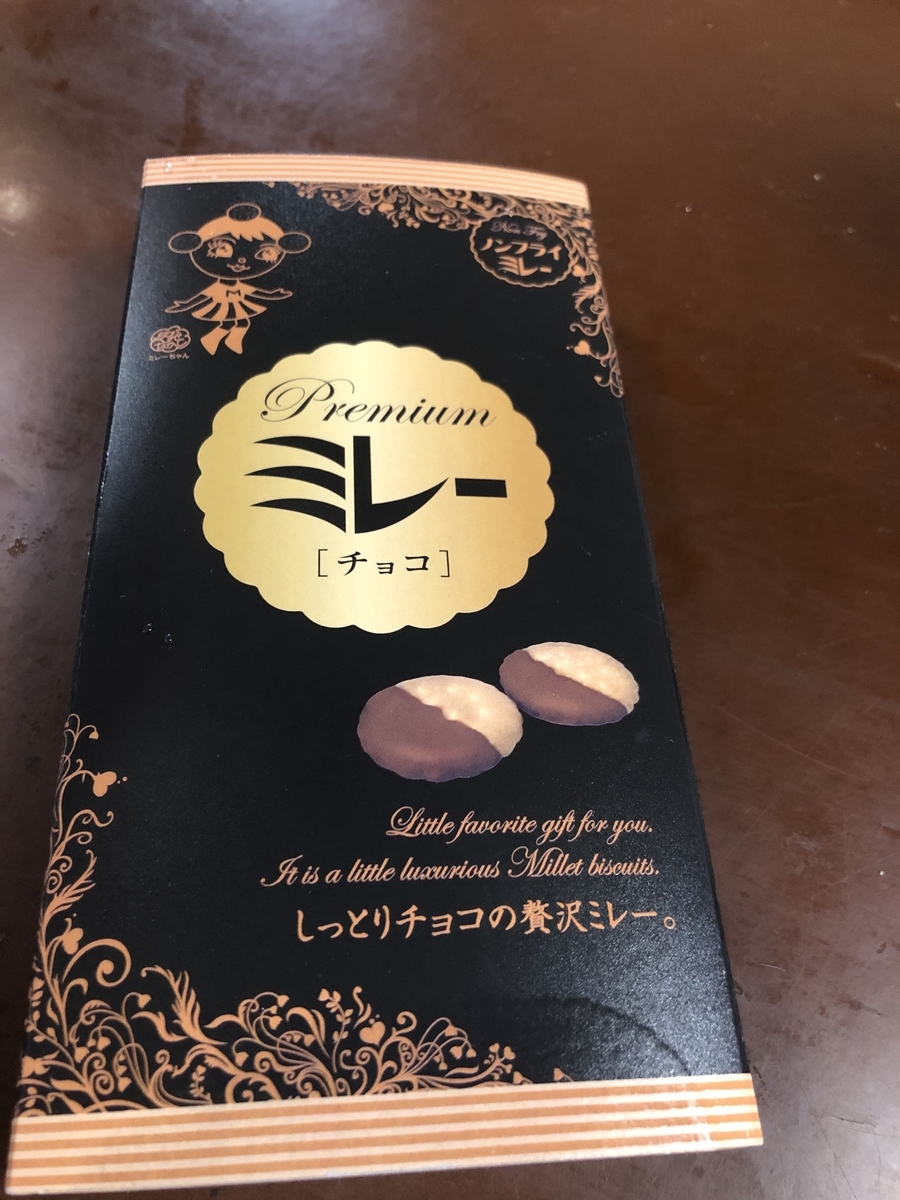 Non Fry
ノンフライ
ミレー
ミレーちゃん
Premium
ミレー
[チョコ]
Little favorite gift for you.
It is a little luxurious Millet biscuits.
しっとりチョコの贅沢ミレー。